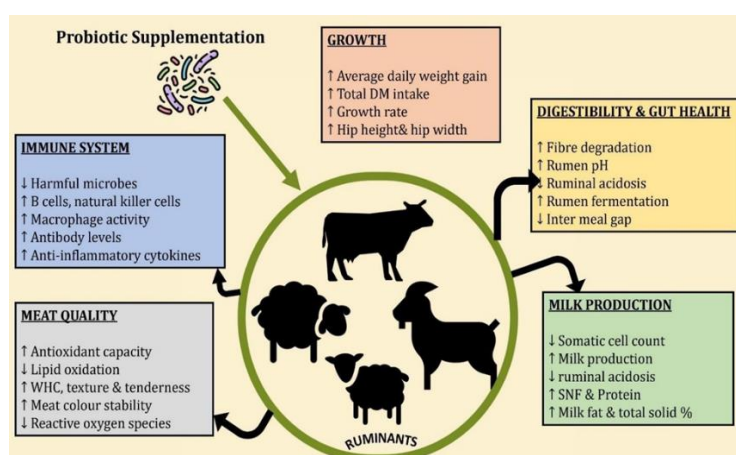 Probiotic Supplementation
GROWTH
↑ Average daily weight gain
↑ Total DM intake
↑ Growth rate
↑ Hip height& hip width
DIGESTIBILITY & GUT HEALTH
↑ Fibre degradation
↑ Rumen pH
↓ Ruminal acidosis
↑ Rumen fermentation
↓ Inter meal gap
IMMUNE SYSTEM
↓ Harmful microbes
↑ B cells, natural killer cells
↑ Macrophage activity
↑ Antibody levels
↑ Anti-inflammatory cytokines
MEAT QUALITY
↑ Antioxidant capacity
↓ Lipid oxidation
↑ WHC, texture & tenderness
↑ Meat colour stability
↓ Reactive oxygen species
MILK PRODUCTION
↓ Somatic cell count
↑ Milk production
↓ ruminal acidosis
↑ SNF & Protein
↑ Milk fat & total solid %
RUMINANTS